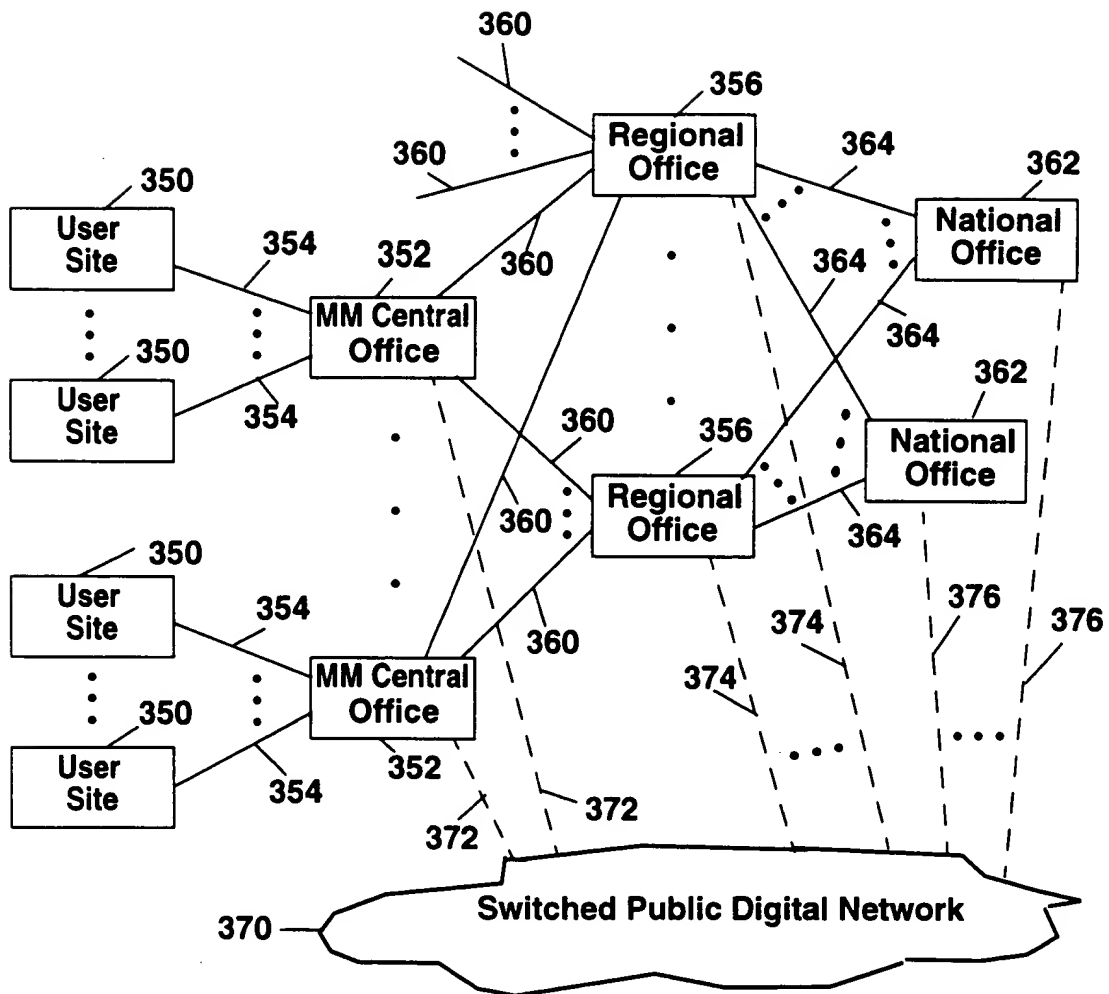 360
356
Regional
Office
360
364
362
National
Office
350
User
Site
354
352
360
MM Central
Office
364
364
350
User
Site
354
362
National
Office
360
356
Regional
Office
360
364
350
User
Site
354
360
376
376
374
374
MM Central
Office
350
User
Site
354
352
372
372
Switched Public Digital Network
370